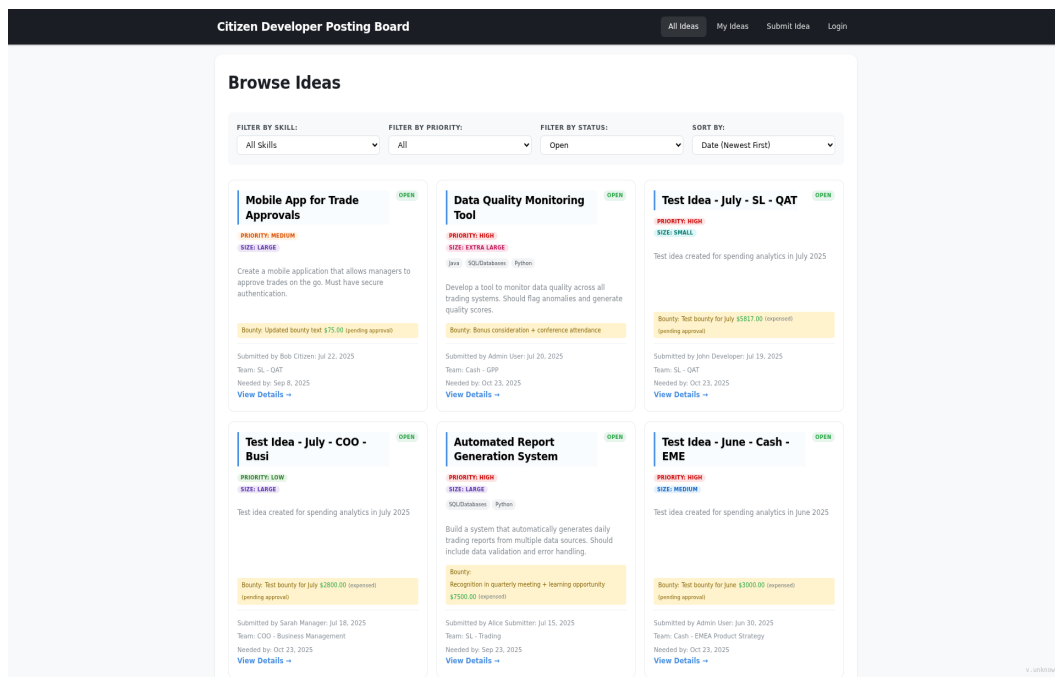 Citizen Developer Posting Board
All Ideas
My Ideas
Submit Idea
Login
Browse Ideas
FILTER BY SKILL:
FILTER BY PRIORITY:
FILTER BY STATUS:
SORT BY:
All Skills
All
Open
Date (Newest First)
Mobile App for Trade
Approvals
OPEN
PRIORITY: MEDIUM
SIZE: LARGE
Create a mobile application that allows managers to
approve trades on the go. Must have secure
authentication.
Bounty: Updated bounty text $75.00 (pending approval)
Submitted by Bob Citizen: Jul 22, 2025
Team: SL - QAT
Needed by: Sep 8, 2025
View Details →
Data Quality Monitoring
Tool
OPEN
PRIORITY: HIGH
SIZE: EXTRA LARGE
Java
SQL/Databases
Python
Develop a tool to monitor data quality across all
trading systems. Should flag anomalies and generate
quality scores.
Bounty: Bonus consideration + conference attendance
Submitted by Admin User: Jul 20, 2025
Team: Cash - GPP
Needed by: Oct 23, 2025
View Details →
Test Idea - July - SL - QAT
OPEN
PRIORITY: HIGH
SIZE: SMALL
Test idea created for spending analytics in July 2025
Bounty: Test bounty for July $5817.00 (expensed)
(pending approval)
Submitted by John Developer: Jul 19, 2025
Team: SL - QAT
Needed by: Oct 23, 2025
View Details →
Test Idea - July - COO -
Busi
OPEN
PRIORITY: LOW
SIZE: LARGE
Test idea created for spending analytics in July 2025
Bounty: Test bounty for July $2800.00 (expensed)
(pending approval)
Submitted by Sarah Manager: Jul 18, 2025
Team: COO - Business Management
Needed by: Oct 23, 2025
View Details →
Automated Report
Generation System
OPEN
PRIORITY: HIGH
SIZE: LARGE
SQL/Databases
Python
Build a system that automatically generates daily
trading reports from multiple data sources. Should
include data validation and error handling.
Bounty:
Recognition in quarterly meeting + learning opportunity
$7500.00 (expensed)
Submitted by Alice Submitter: Jul 15, 2025
Team: SL - Trading
Needed by: Sep 23, 2025
View Details →
Test Idea - June - Cash -
EME
OPEN
PRIORITY: HIGH
SIZE: MEDIUM
Test idea created for spending analytics in June 2025
Bounty: Test bounty for June $3000.00 (expensed)
(pending approval)
Submitted by Admin User: Jun 30, 2025
Team: Cash - EMEA Product Strategy
Needed by: Oct 23, 2025
View Details →
v.unknow